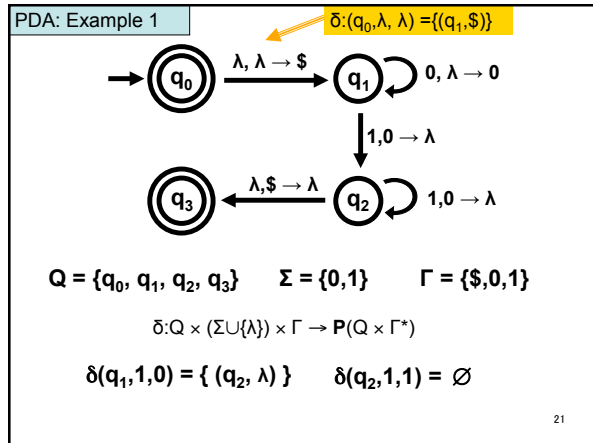 PDA: Example 1
δ:(q₀,λ, λ) ={(q₁,$)}
q₀
λ, λ → $
q₁
0, λ → 0
1,0 → λ
q₃
λ,$ → λ
q₂
1,0 → λ
Q = {q₀, q₁, q₂, q₃} Σ = {0,1} Γ = {$,0,1}
δ:Q × (Σ∪{λ}) × Γ → P(Q × Γ*)
δ(q₁,1,0) = { (q₂, λ) } δ(q₂,1,1) = ∅
21